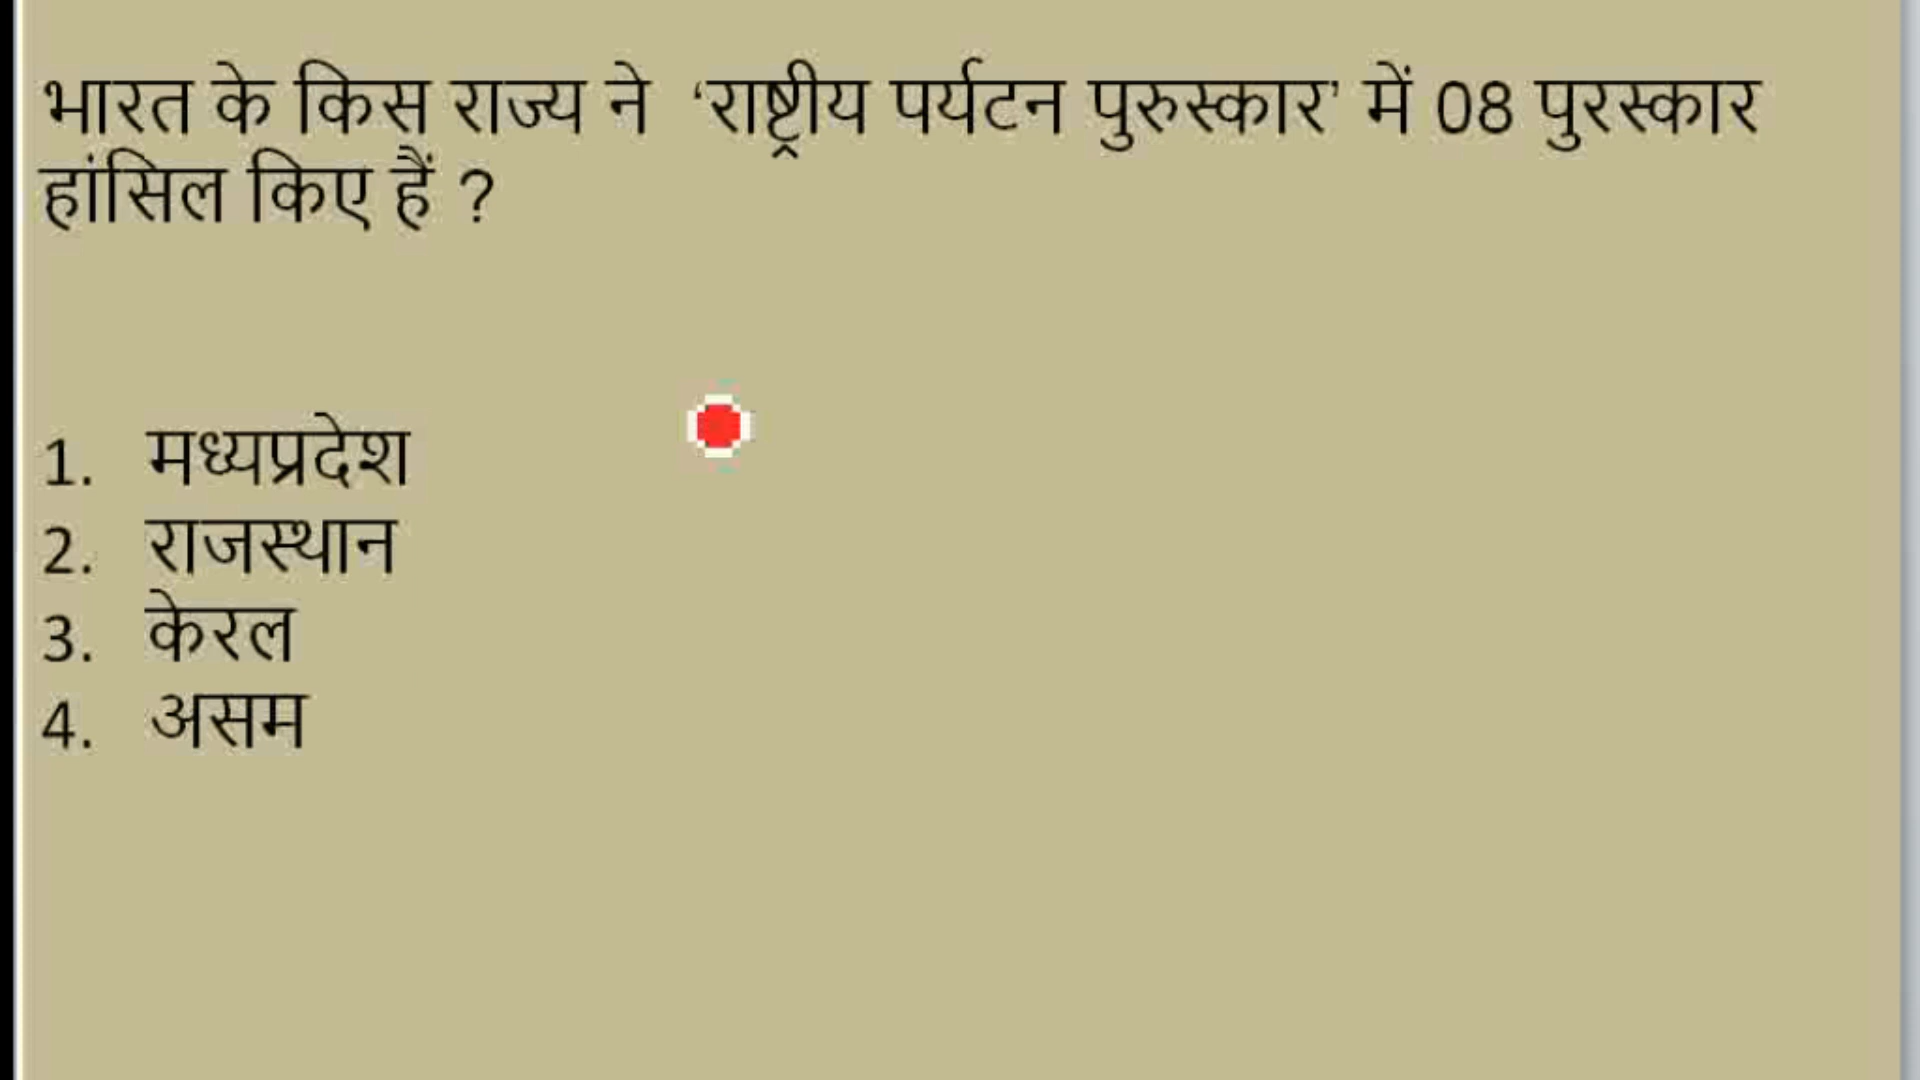 भारत के किस राज्य ने ‘राष्ट्रीय पर्यटन पुरुस्कार’ में 08 पुरस्कार
हांसिल किए हैं ?
1. मध्यप्रदेश
2. राजस्थान
3. केरल
4. असम